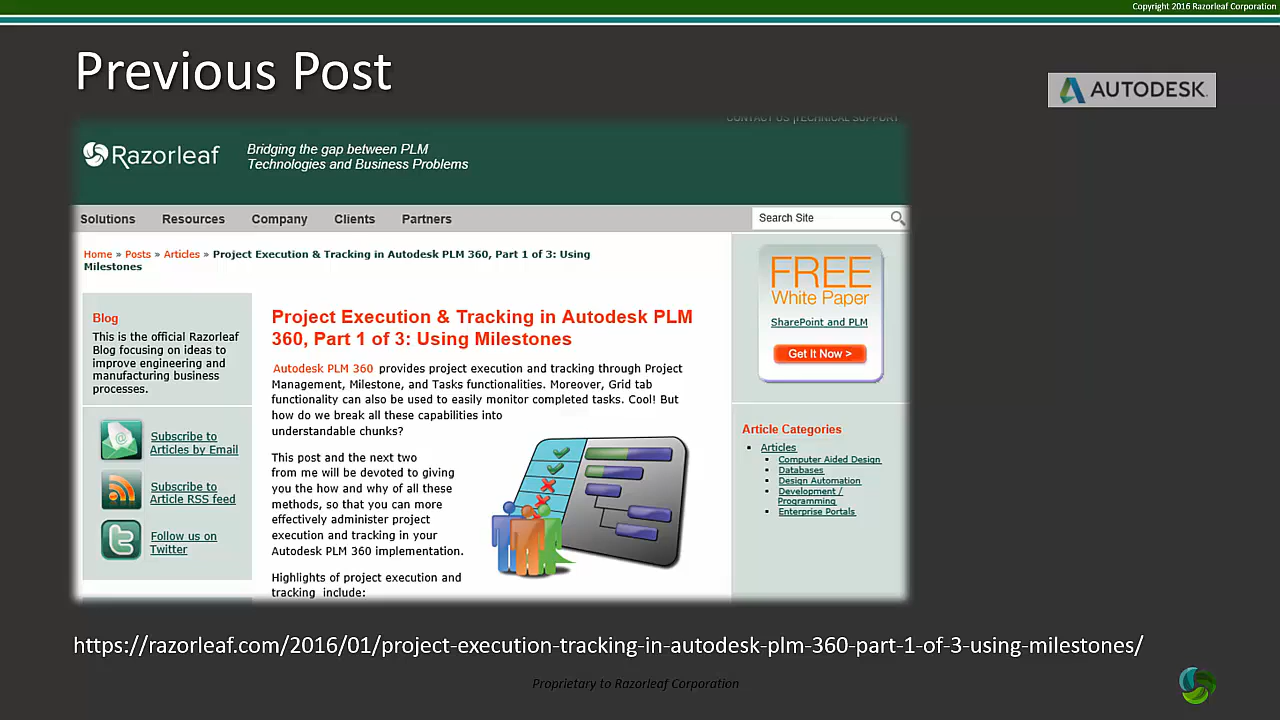 Copyright 2016 Razorleaf Corporation
Previous Post
AUTODESK.
CONTACT US |TECHNICAL SUPPORT
Razorleaf
Bridging the gap between PLM
Technologies and Business Problems
Solutions Resources Company Clients Partners
Search Site
Home » Posts » Articles » Project Execution & Tracking in Autodesk PLM 360, Part 1 of 3: Using
Milestones
Blog
This is the official Razorleaf
Blog focusing on ideas to
improve engineering and
manufacturing business
processes.
Subscribe to
Articles by Email
Subscribe to
Article RSS feed
Follow us on
Twitter
Project Execution & Tracking in Autodesk PLM
360, Part 1 of 3: Using Milestones
Autodesk PLM 360 provides project execution and tracking through Project
Management, Milestone, and Tasks functionalities. Moreover, Grid tab
functionality can also be used to easily monitor completed tasks. Cool! But
how do we break all these capabilities into
understandable chunks?
This post and the next two
from me will be devoted to giving
you the how and why of all these
methods, so that you can more
effectively administer project
execution and tracking in your
Autodesk PLM 360 implementation.
Highlights of project execution and
tracking include:
FREE
White Paper
SharePoint and PLM
Get It Now >
Article Categories
Articles
Computer Aided Design
Databases
Design Automation
Development /
Programming
Enterprise Portals
https://razorleaf.com/2016/01/project-execution-tracking-in-autodesk-plm-360-part-1-of-3-using-milestones/
Proprietary to Razorleaf Corporation